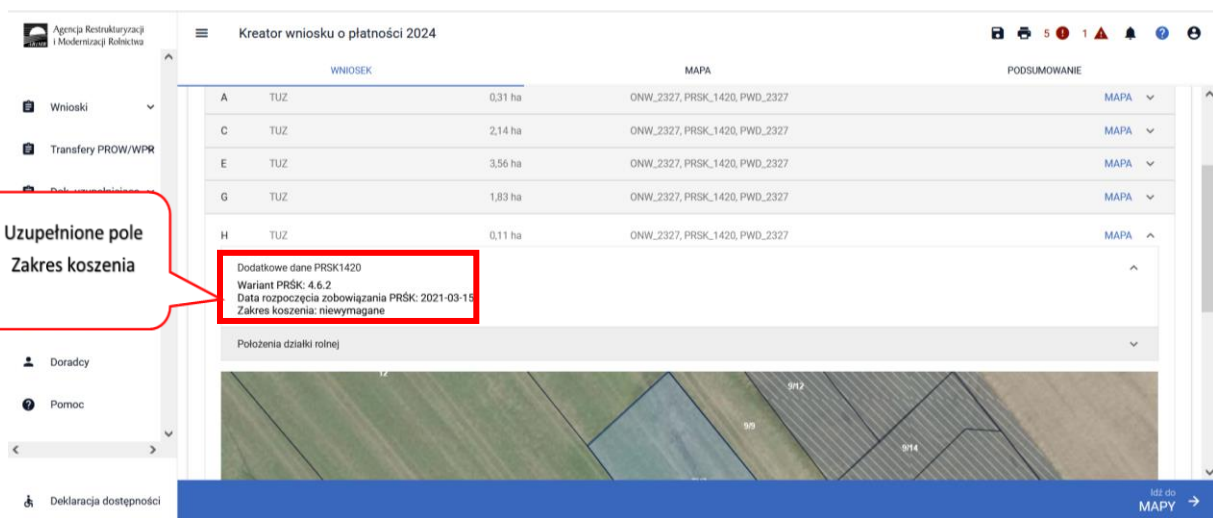 Agencja Restrukturyzacji
i Modernizacji Rolnictwa
Kreator wniosku o płatności 2024
5
1
WNIOSEK
MAPA
PODSUMOWANIE
Wnioski
Transfery PROW/WPR
Uzupełnione pole
Zakres koszenia
Doradcy
Pomoc
Deklaracja dostępności
A TUZ 0,31 ha ONW_2327, PRSK_1420, PWD_2327 MAPA
C TUZ 2,14 ha ONW_2327, PRSK_1420, PWD_2327 MAPA
E TUZ 3,56 ha ONW_2327, PRSK_1420, PWD_2327 MAPA
G TUZ 1,83 ha ONW_2327, PRSK_1420, PWD_2327 MAPA
H TUZ 0,11 ha ONW_2327, PRSK_1420, PWD_2327 MAPA
Dodatkowe dane PRSK1420
Wariant PRŚK: 4.6.2
Data rozpoczęcia zobowiązania PRŚK: 2021-03-15
Zakres koszenia: niewymagane
Położenia działki rolnej
12
9/12
9/9
9/14
Idź do
MAPY